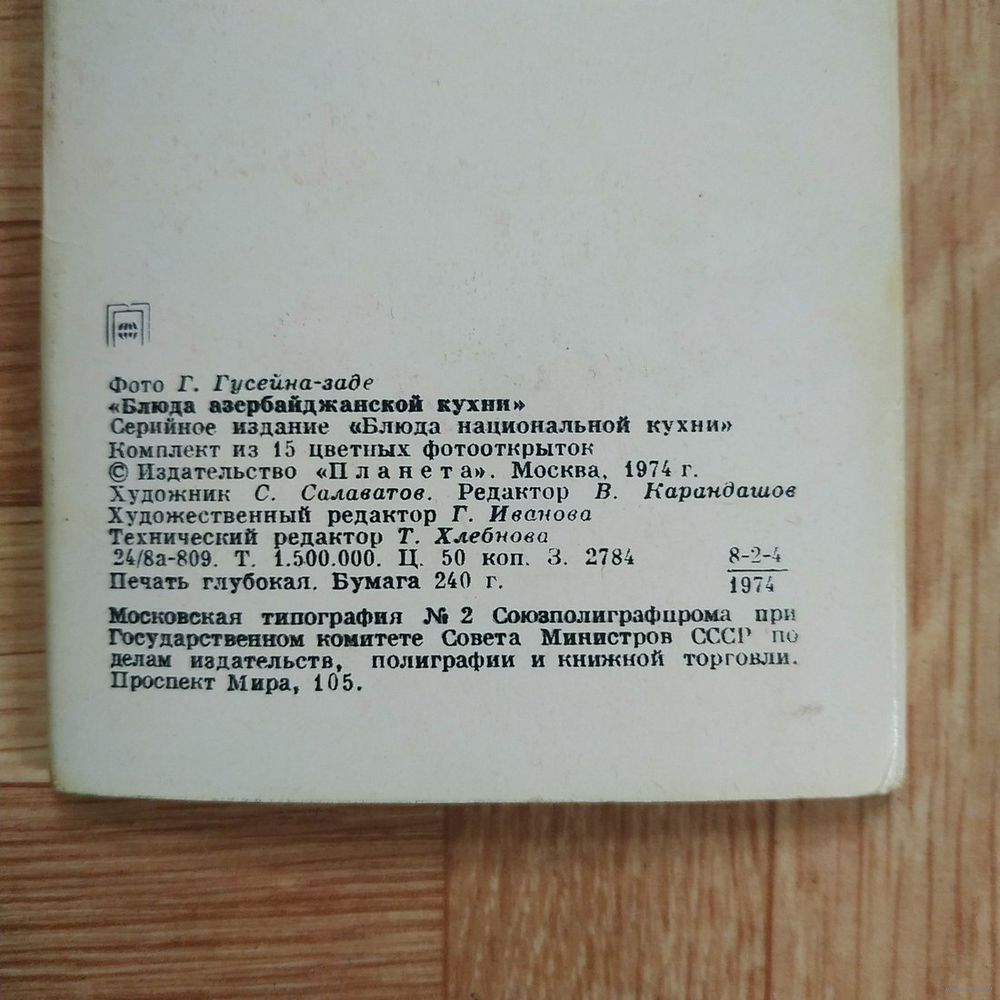 Фото Г. Гусейна-заде
«Блюда азербайджанской кухни»
Серийное издание «Блюда национальной кухни»
Комплект из 15 цветных фотооткрыток
© Издательство «Планета». Москва, 1974 г.
Художник С. Салаватов. Редактор В. Карандашов
Художественный редактор Г. Иванова
Технический редактор Т. Хлебнова
24/8а-809. Т. 1.500.000. Ц. 50 коп. З. 2784 8-2-4
Печать глубокая. Бумага 240 г. 1974
Московская типография № 2 Союзполиграфпрома при
Государственном комитете Совета Министров СССР по
делам издательств, полиграфии и книжной торговли.
Проспект Мира, 105.